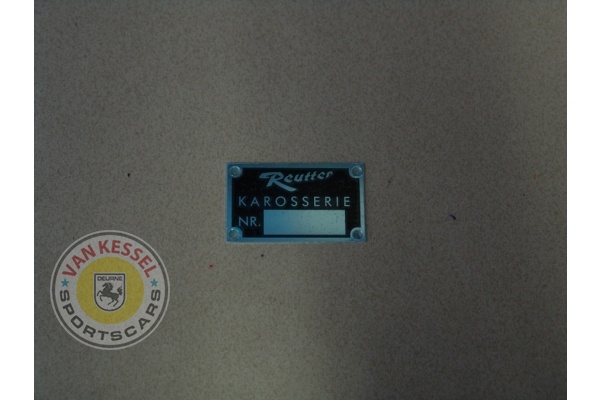 Reutter
KAROSSERIE
NR.
VAN KESSEL
DEURNE
SPORTSCARS